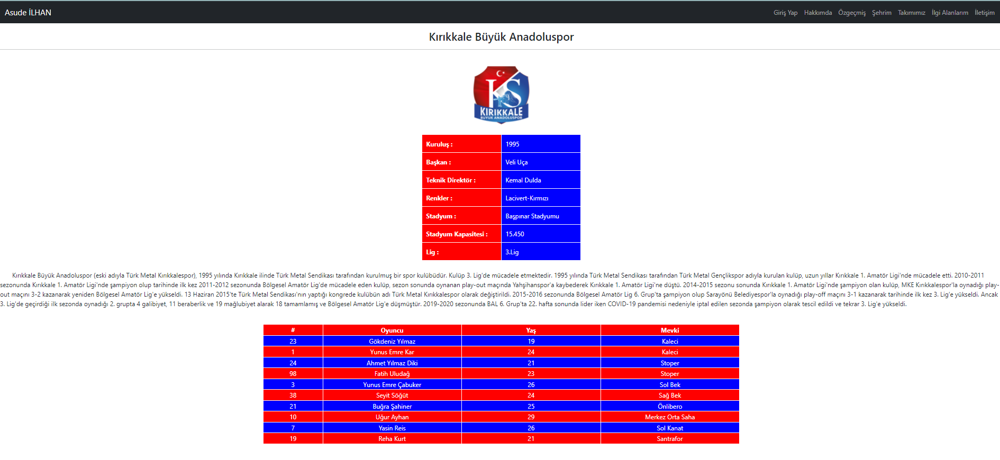 Asude İLHAN Giriş Yap Hakkımda Özgeçmiş Şehrim Takımımız İlgi Alanlarım İletişim
Kırıkkale Büyük Anadoluspor
KS
KIRIKKALE
BÜYÜK ANADOLUSPOR
Kuruluş : 1995
Başkan : Veli Uça
Teknik Direktör : Kemal Dulda
Renkler : Lacivert-Kırmızı
Stadyum : Başpınar Stadyumu
Stadyum Kapasitesi : 15.450
Lig : 3.Lig
Kırıkkale Büyük Anadoluspor (eski adıyla Türk Metal Kırıkkalespor), 1995 yılında Kırıkkale ilinde Türk Metal Sendikası tarafından kurulmuş bir spor kulübüdür. Kulüp 3. Lig'de mücadele etmektedir. 1995 yılında Türk Metal Sendikası tarafından Türk Metal Gençlikspor adıyla kurulan kulüp, uzun yıllar Kırıkkale 1. Amatör Ligi'nde mücadele etti. 2010-2011
sezonunda Kırıkkale 1. Amatör Ligi'nde şampiyon olup tarihinde ilk kez 2011-2012 sezonunda Bölgesel Amatör Lig'de mücadele eden kulüp, sezon sonunda oynanan play-out maçında Yahşihanspor'a kaybederek Kırıkkale 1. Amatör Ligi'ne düştü. 2014-2015 sezonu sonunda Kırıkkale 1. Amatör Ligi'nde şampiyon olan kulüp, MKE Kırıkkalespor'la oynadığı play-
out maçını 3-2 kazanarak yeniden Bölgesel Amatör Lig'e yükseldi. 13 Haziran 2015'te Türk Metal Sendikası'nın yaptığı kongrede kulübün adı Türk Metal Kırıkkalespor olarak değiştirildi. 2015-2016 sezonunda Bölgesel Amatör Lig 6. Grup'ta şampiyon olup Sarayönü Belediyespor'la oynadığı play-off maçını 3-1 kazanarak tarihinde ilk kez 3. Lig'e yükseldi. Ancak
3. Lig'de geçirdiği ilk sezonda oynadığı 2. grupta 4 galibiyet, 11 beraberlik ve 19 mağlubiyet alarak 18 tamamlamış ve Bölgesel Amatör Lig'e düşmüştür. 2019-2020 sezonunda BAL 6. Grup'ta 22. hafta sonunda lider iken COVID-19 pandemisi nedeniyle iptal edilen sezonda şampiyon olarak tescil edildi ve tekrar 3. Lig'e yükseldi.
# Oyuncu Yaş Mevki
23 Gökdeniz Yılmaz 19 Kaleci
1 Yunus Emre Kar 24 Kaleci
24 Ahmet Yılmaz Diki 21 Stoper
98 Fatih Uludağ 23 Stoper
3 Yunus Emre Çabuker 26 Sol Bek
38 Seyit Söğüt 24 Sağ Bek
21 Buğra Şahiner 25 Önlibero
10 Uğur Ayhan 29 Merkez Orta Saha
7 Yasin Reis 26 Sol Kanat
19 Reha Kurt 21 Santrafor